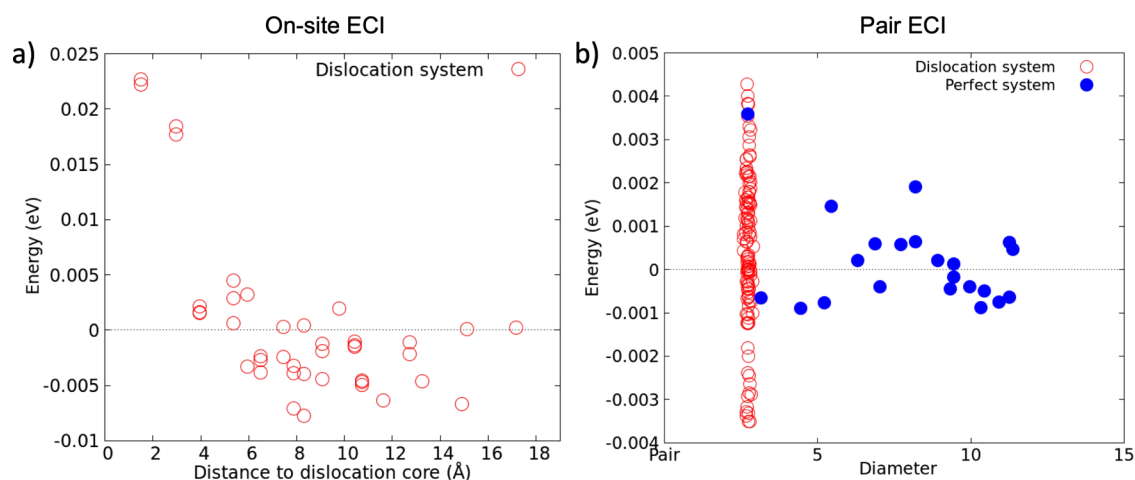 On-site ECI
a)
0.025
0.02
0.015
0.01
0.005
0
-0.005
-0.01
Energy (eV)
Dislocation system
0 2 4 6 8 10 12 14 16 18
Distance to dislocation core (Å)
Pair ECI
b)
0.005
0.004
0.003
0.002
0.001
0
-0.001
-0.002
-0.003
-0.004
Energy (eV)
Dislocation system
Perfect system
Pair 5 10 15
Diameter